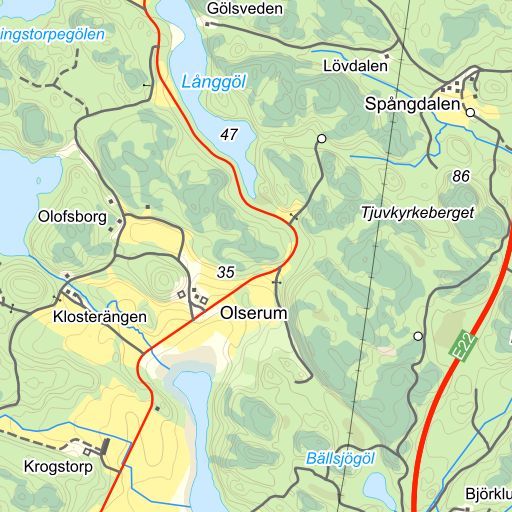 Gölsveden
ingstorpegölen
Lövdalen
Långgöl
Spångdalen
47
86
Olofsborg
Tjuvkyrkeberget
35
Klosterängen
Olserum
E22
Bällsjögöl
Krogstorp
Björklu